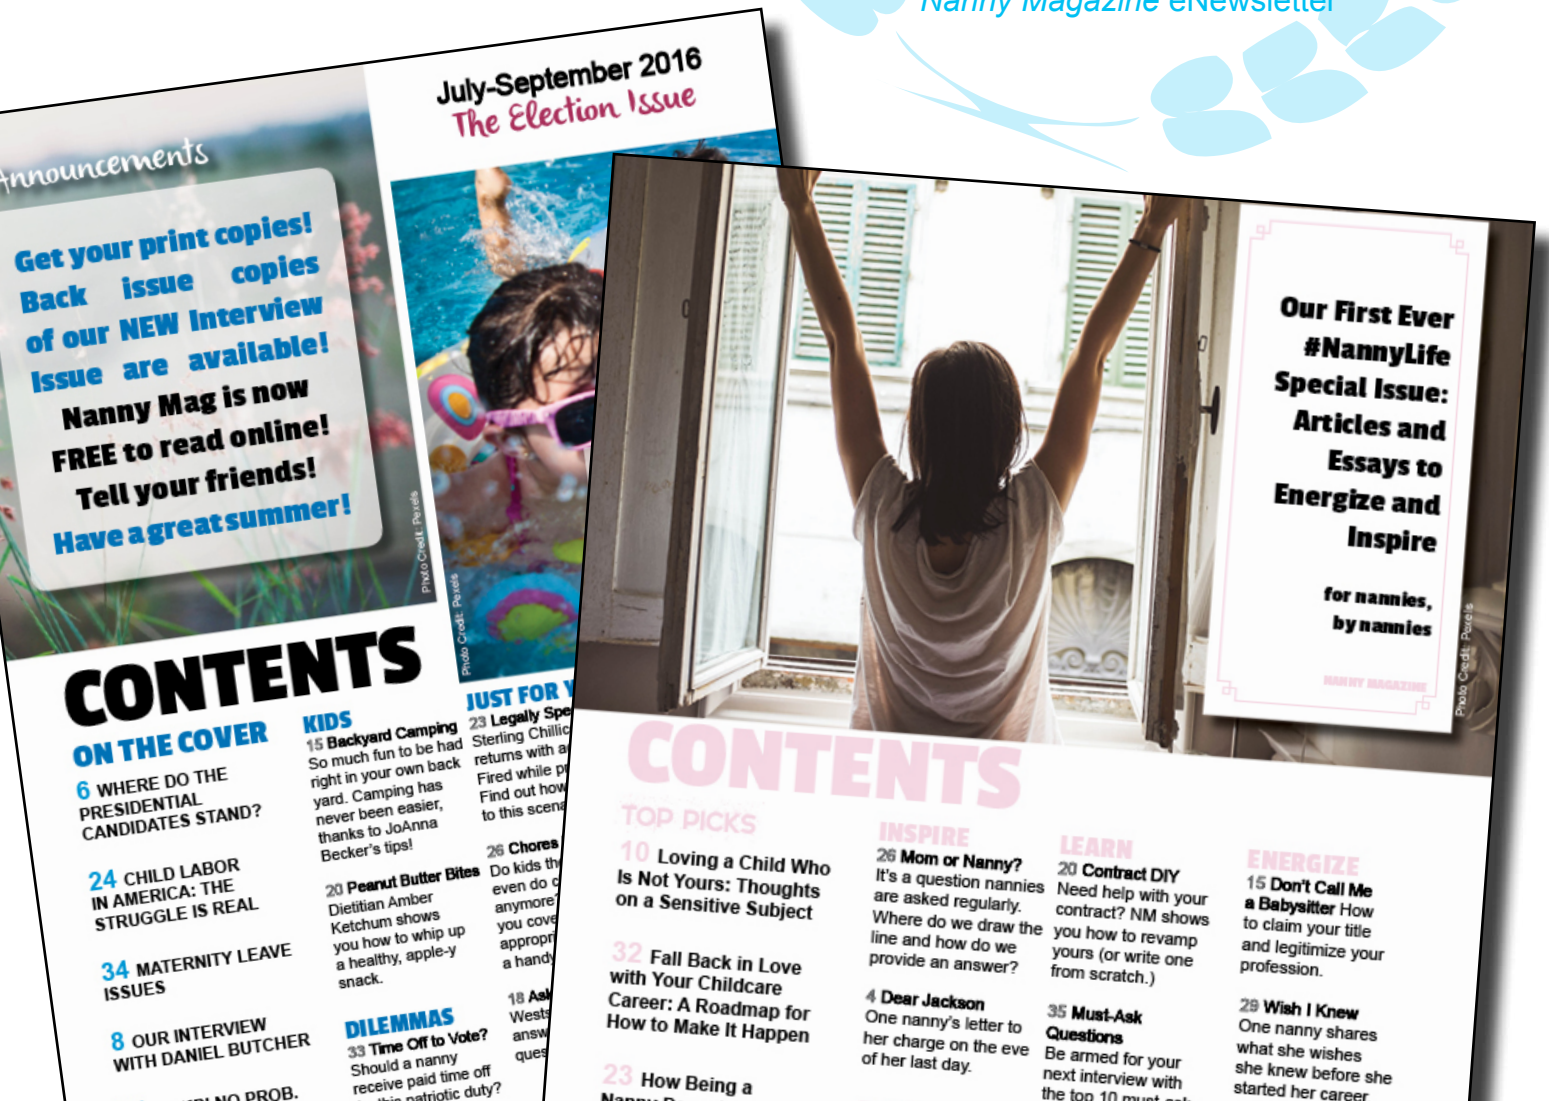 Nanny Magazine eNewsletter
July-September 2016
The Election Issue
Announcements
Get your print copies!
Back issue copies
of our NEW Interview
Issue are available!
Nanny Mag is now
FREE to read online!
Tell your friends!
Have a great summer!
Photo Credit: Pexels
Photo Credit: Pexels
CONTENTS
ON THE COVER
6 WHERE DO THE
PRESIDENTIAL
CANDIDATES STAND?
24 CHILD LABOR
IN AMERICA: THE
STRUGGLE IS REAL
34 MATERNITY LEAVE
ISSUES
8 OUR INTERVIEW
WITH DANIEL BUTCHER
NO PROB.
KIDS
15 Backyard Camping
So much fun to be had
right in your own back
yard. Camping has
never been easier,
thanks to JoAnna
Becker's tips!
20 Peanut Butter Bites
Dietitian Amber
Ketchum shows
you how to whip up
a healthy, apple-y
snack.
DILEMMAS
33 Time Off to Vote?
Should a nanny
receive paid time off
patriotic duty?
JUST FOR
23 Legally
Sterling
returns with
Fired while
Find out how
to this
26 Chores
Do kids
even do
anymore?
you
a
18
Our First Ever
#NannyLife
Special Issue:
Articles and
Essays to
Energize and
Inspire
for nannies,
by nannies
NANNY MAGAZINE
Photo Credit: Pexels
CONTENTS
TOP PICKS
10 Loving a Child Who
Is Not Yours: Thoughts
on a Sensitive Subject
32 Fall Back in Love
with Your Childcare
Career: A Roadmap for
How to Make It Happen
23 How Being a
INSPIRE
26 Mom or Nanny?
It's a question nannies
are asked regularly.
Where do we draw the
line and how do we
provide an answer?
4 Dear Jackson
One nanny's letter to
her charge on the eve
of her last day.
LEARN
20 Contract DIY
Need help with your
contract? NM shows
you how to revamp
yours (or write one
from scratch.)
35 Must-Ask
Questions
Be armed for your
next interview with
the top 10
ENERGIZE
15 Don't Call Me
a Babysitter How
to claim your title
and legitimize your
profession.
29 Wish I Knew
One nanny shares
what she wishes
she knew before she
started her career